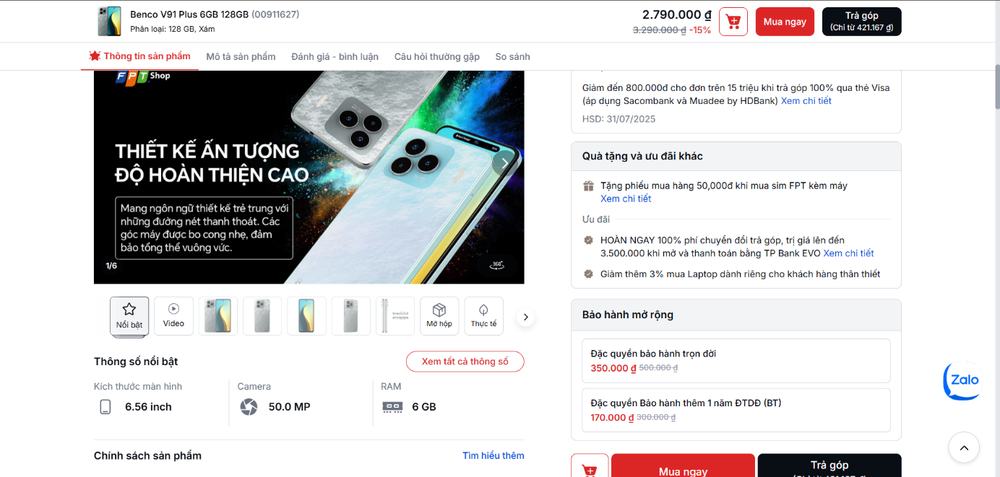 Benco V91 Plus 6GB 128GB (00911627)
Phân loại: 128 GB, Xám
2.790.000 ₫
3.290.000 ₫ -15%
Mua ngay
Trả góp
(Chỉ từ 421.167 ₫)
Thông tin sản phẩm
Mô tả sản phẩm
Đánh giá - bình luận
Câu hỏi thường gặp
So sánh
FPT Shop
THIẾT KẾ ẤN TƯỢNG
ĐỘ HOÀN THIỆN CAO
Mang ngôn ngữ thiết kế trẻ trung với
những đường nét thanh thoát. Các
góc máy được bo cong nhẹ, đảm
bảo tổng thể vuông vức.
1/6
360°
Nổi bật
Video
Mở hộp
Thực tế
Thông số nổi bật
Xem tất cả thông số
Kích thước màn hình
6.56 inch
Camera
50.0 MP
RAM
6 GB
Chính sách sản phẩm
Tìm hiểu thêm
Giảm đến 800.000đ cho đơn trên 15 triệu khi trả góp 100% qua thẻ Visa
(áp dụng Sacombank và Muadee by HDBank) Xem chi tiết
HSD: 31/07/2025
Quà tặng và ưu đãi khác
Tặng phiếu mua hàng 50,000đ khi mua sim FPT kèm máy
Xem chi tiết
Ưu đãi
HOÀN NGAY 100% phí chuyển đổi trả góp, trị giá lên đến
3.500.000 khi mở và thanh toán bằng TP Bank EVO Xem chi tiết
Giảm thêm 3% mua Laptop dành riêng cho khách hàng thân thiết
Bảo hành mở rộng
Đặc quyền bảo hành trọn đời
350.000 ₫ 500.000 ₫
Đặc quyền Bảo hành thêm 1 năm ĐTDĐ (BT)
170.000 ₫ 300.000 ₫
Zalo
Mua ngay
Trả góp